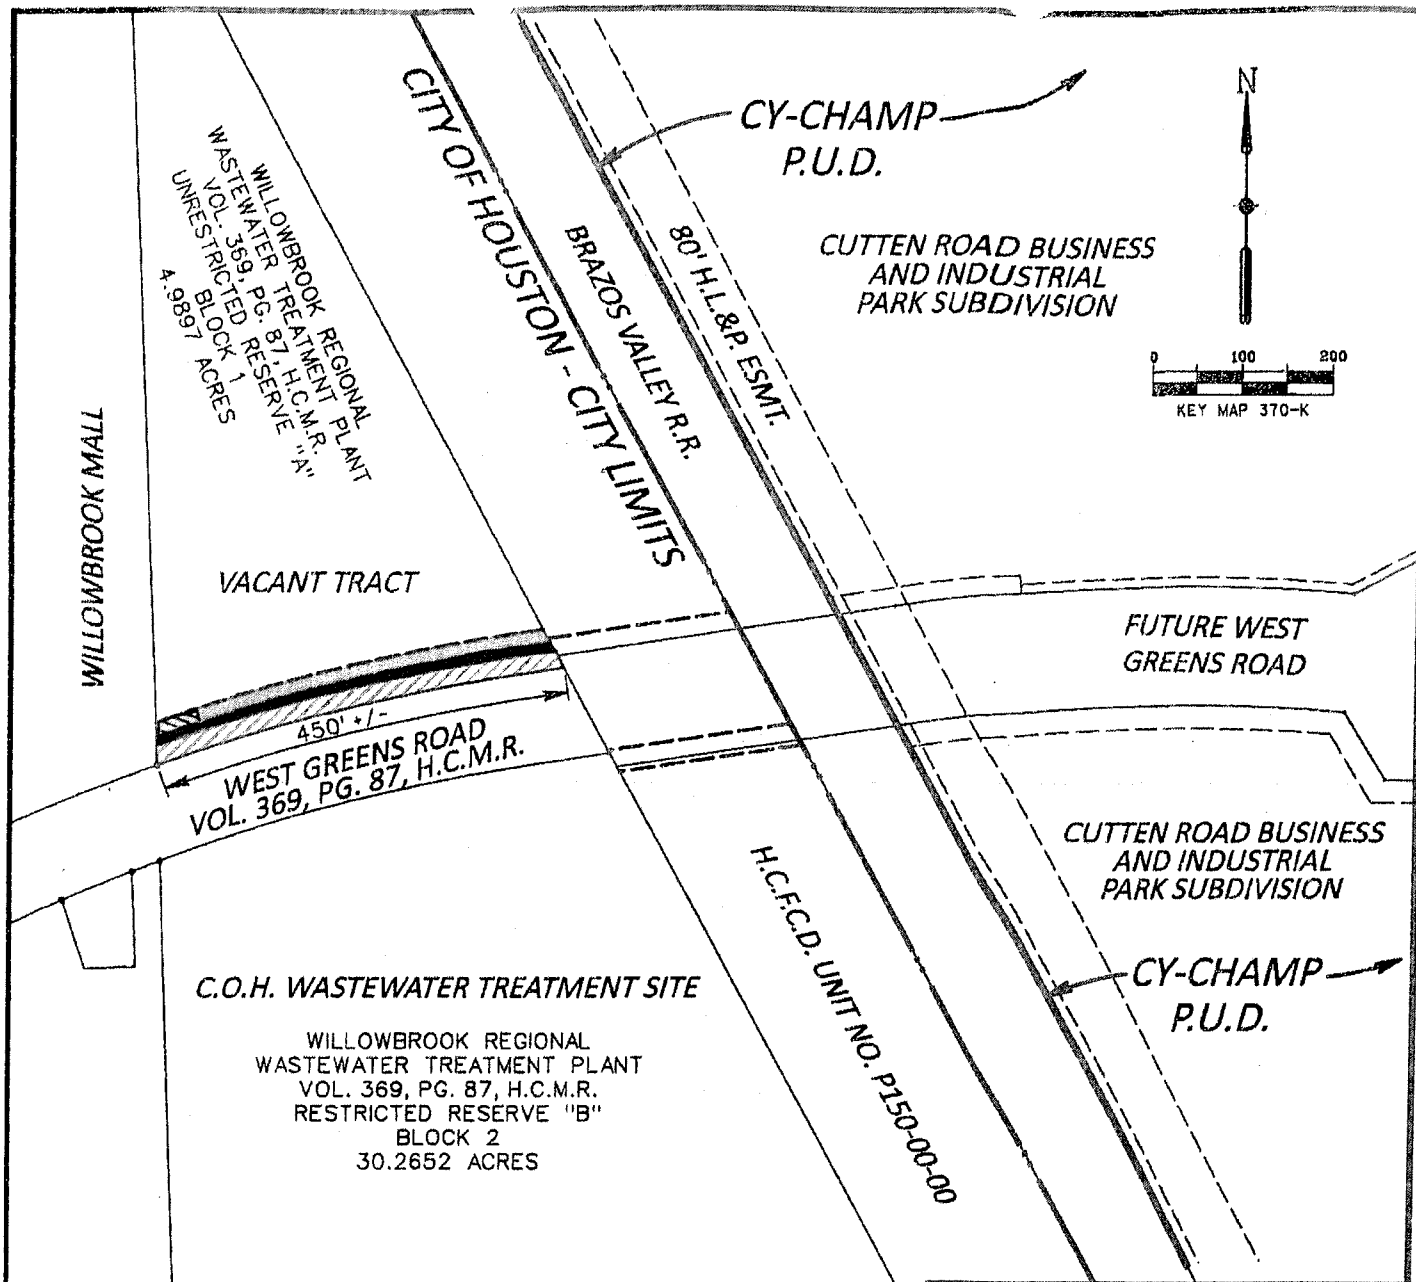 N
CY-CHAMP
P.U.D.
CUTTEN ROAD BUSINESS
AND INDUSTRIAL
PARK SUBDIVISION
0 100 200
KEY MAP 370-K
CITY OF HOUSTON - CITY LIMITS
BRAZOS VALLEY R.R.
80' H.L.&P. ESMT.
WILLOWBROOK REGIONAL
WASTEWATER TREATMENT PLANT
VOL. 369, PG. 87, H.C.M.R.
UNRESTRICTED RESERVE "A"
BLOCK 1
4.9897 ACRES
WILLOWBROOK MALL
VACANT TRACT
FUTURE WEST
GREENS ROAD
450' +/-
WEST GREENS ROAD
VOL. 369, PG. 87, H.C.M.R.
CUTTEN ROAD BUSINESS
AND INDUSTRIAL
PARK SUBDIVISION
H.C.F.C.D. UNIT NO. P150-00-00
CY-CHAMP
P.U.D.
C.O.H. WASTEWATER TREATMENT SITE
WILLOWBROOK REGIONAL
WASTEWATER TREATMENT PLANT
VOL. 369, PG. 87, H.C.M.R.
RESTRICTED RESERVE "B"
BLOCK 2
30.2652 ACRES